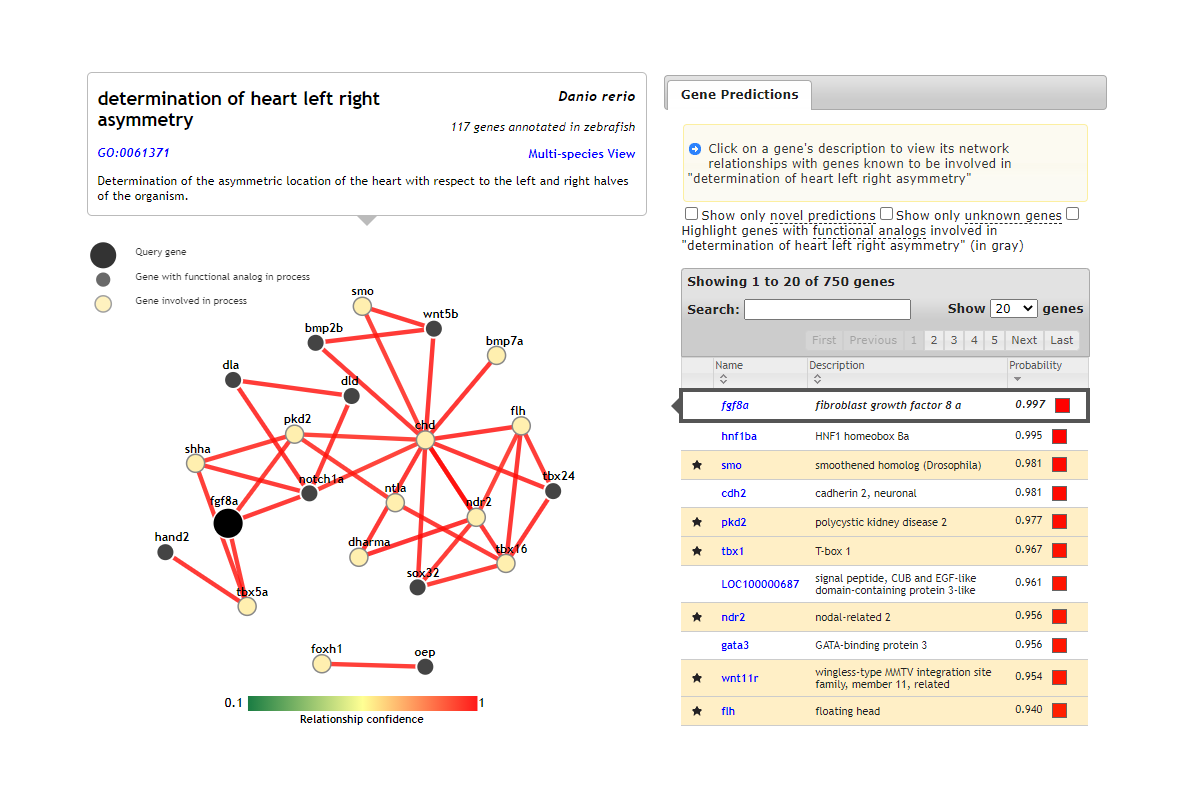 determination of heart left right
asymmetry
Danio rerio
117 genes annotated in zebrafish
GO:0061371
Multi-species View
Determination of the asymmetric location of the heart with respect to the left and right halves
of the organism.
Query gene
Gene with functional analog in process
Gene involved in process
smo
wnt5b
bmp2b
bmp7a
dla
dld
flh
pkd2
chd
shha
notch1a
tbx24
ntla
fgf8a
ndr2
hand2
dharma
tbx16
sox32
tbx5a
foxh1
oep
0.1
1
Relationship confidence
Gene Predictions
Click on a gene's description to view its network
relationships with genes known to be involved in
"determination of heart left right asymmetry"
Show only novel predictions Show only unknown genes
Highlight genes with functional analogs involved in
"determination of heart left right asymmetry" (in gray)
Showing 1 to 20 of 750 genes
Search: Show 20 genes
First Previous 1 2 3 4 5 Next Last
Name Description Probability
fgf8a fibroblast growth factor 8 a 0.997
hnf1ba HNF1 homeobox Ba 0.995
smo smoothened homolog (Drosophila) 0.981
cdh2 cadherin 2, neuronal 0.981
pkd2 polycystic kidney disease 2 0.977
tbx1 T-box 1 0.967
LOC100000687 signal peptide, CUB and EGF-like 0.961
domain-containing protein 3-like
ndr2 nodal-related 2 0.956
gata3 GATA-binding protein 3 0.956
wnt11r wingless-type MMTV integration site 0.954
family, member 11, related
flh floating head 0.940